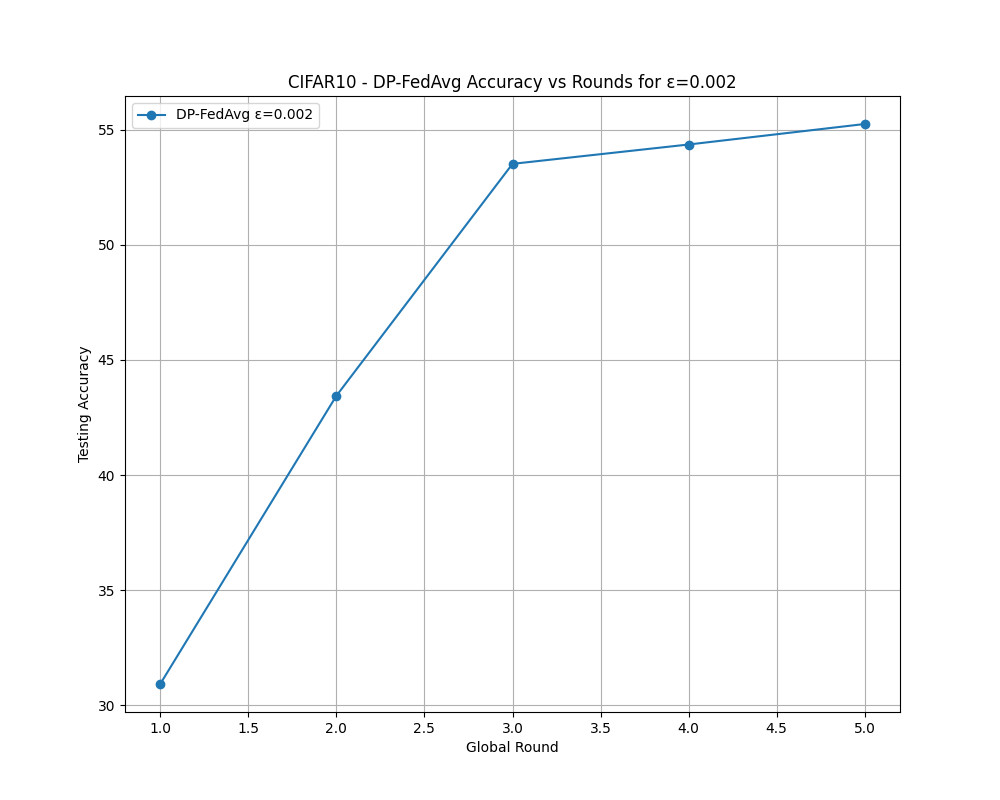 CIFAR10 - DP-FedAvg Accuracy vs Rounds for ε=0.002
DP-FedAvg ε=0.002
55
50
45
40
35
30
Testing Accuracy
1.0 1.5 2.0 2.5 3.0 3.5 4.0 4.5 5.0
Global Round